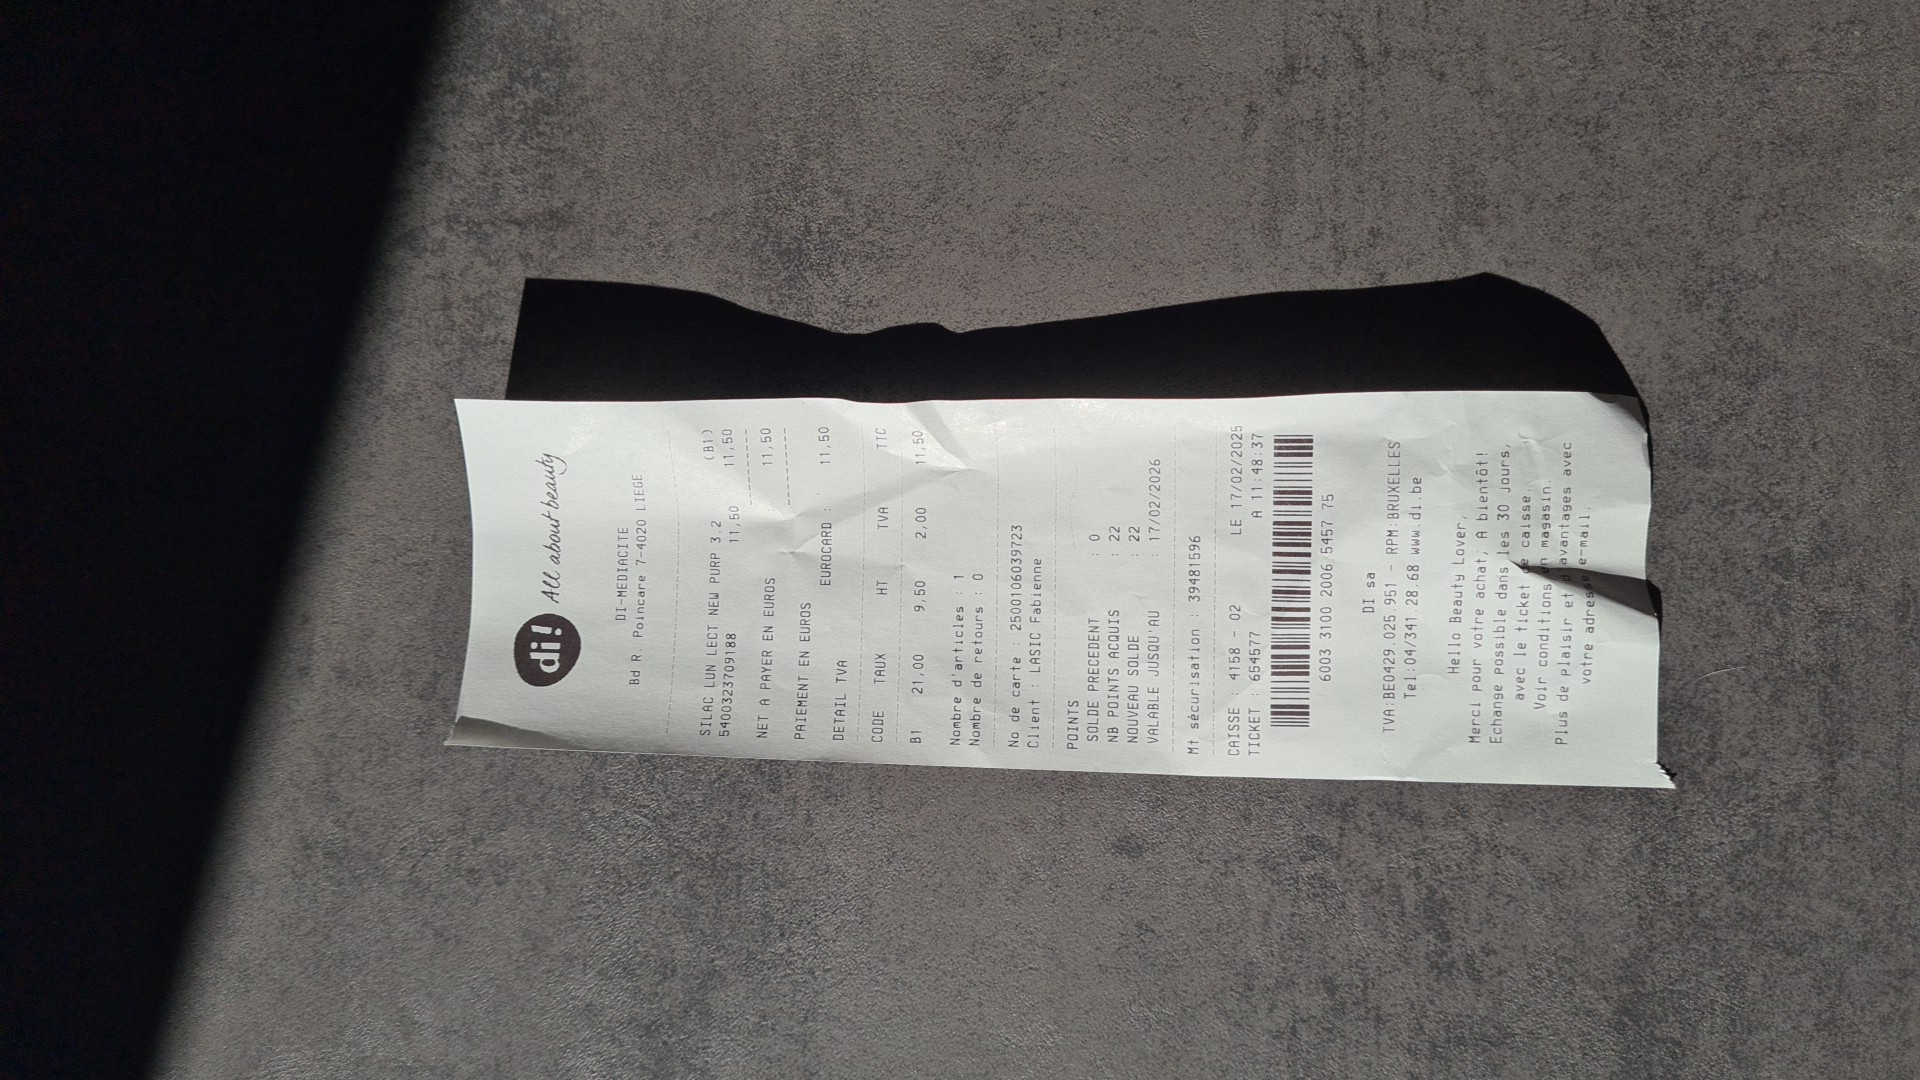 di! All about beauty
DI-MEDIACITE
Bd R. Poincare 7-4020 LIEGE
SILAC LUN LECT NEW PURP 3.2 (B1)
5400323709188 11,50 11,50
NET A PAYER EN EUROS 11,50
PAIEMENT EN EUROS
EUROCARD : 11,50
DETAIL TVA
CODE TAUX HT TVA TTC
B1 21,00 9,50 2,00 11,50
Nombre d'articles : 1
Nombre de retours : 0
No de carte : 2500106039723
Client : LASIC Fabienne
POINTS
SOLDE PRECEDENT : 0
NB POINTS ACQUIS : 22
NOUVEAU SOLDE : 22
VALABLE JUSQU'AU : 17/02/2026
Mt sécurisation : 39481596
CAISSE : 4158 - 02 LE 17/02/2025
TICKET : 654577 A 11:48:37
6003 3100 2006 5457 75
DI sa
TVA:BE0429.025.951 - RPM:BRUXELLES
Tel:04/341.28.68 www.di.be
Hello Beauty Lover,
Merci pour votre achat, A bientôt!
Echange possible dans les 30 jours,
avec le ticket de caisse.
Voir conditions en magasin.
Plus de plaisir et d'avantages avec
votre adresse e-mail.